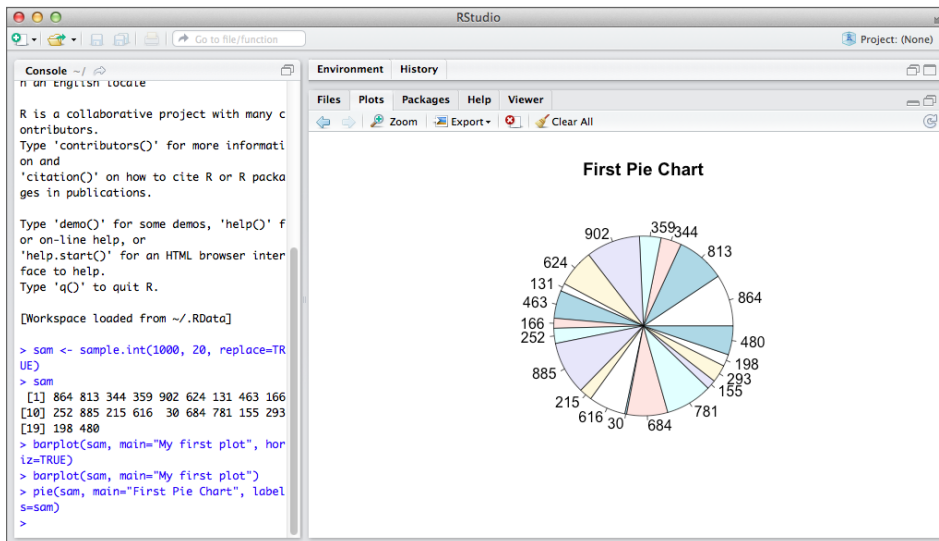 RStudio
Go to file/function
Project: (None)
Console ~/
n an English locale
R is a collaborative project with many c
ontributors.
Type 'contributors()' for more informati
on and
'citation()' on how to cite R or R packa
ges in publications.
Type 'demo()' for some demos, 'help()' f
or on-line help, or
'help.start()' for an HTML browser inter
face to help.
Type 'q()' to quit R.
[Workspace loaded from ~/.RData]
> sam <- sample.int(1000, 20, replace=TR
UE)
> sam
[1] 864 813 344 359 902 624 131 463 166
[10] 252 885 215 616 30 684 781 155 293
[19] 198 480
> barplot(sam, main="My first plot", hor
iz=TRUE)
> barplot(sam, main="My first plot")
> pie(sam, main="First Pie Chart", label
s=sam)
>
Environment History
Files Plots Packages Help Viewer
Zoom Export Clear All
First Pie Chart
864
813
344
359
902
624
131
463
166
252
885
215
616
30
684
781
155
293
198
480